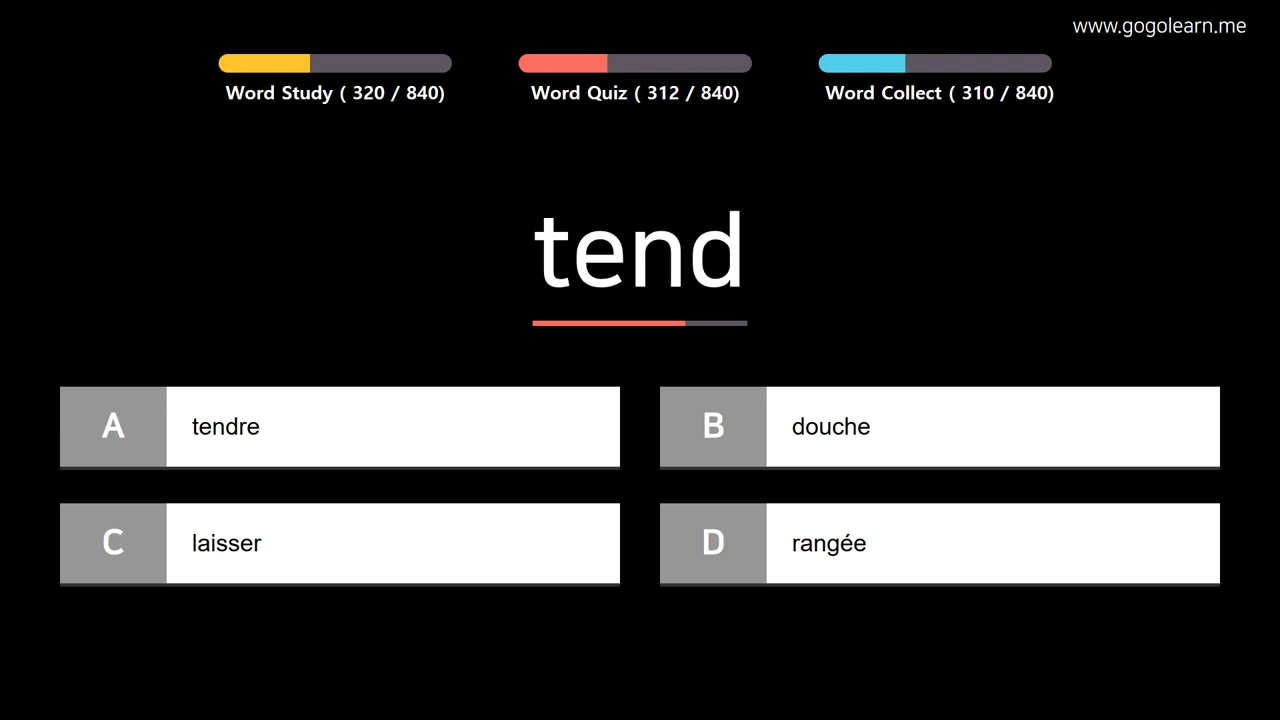 www.gogolearn.me
Word Study ( 320 / 840)
Word Quiz ( 312 / 840)
Word Collect ( 310 / 840)
tend
A tendre
B douche
C laisser
D rangée